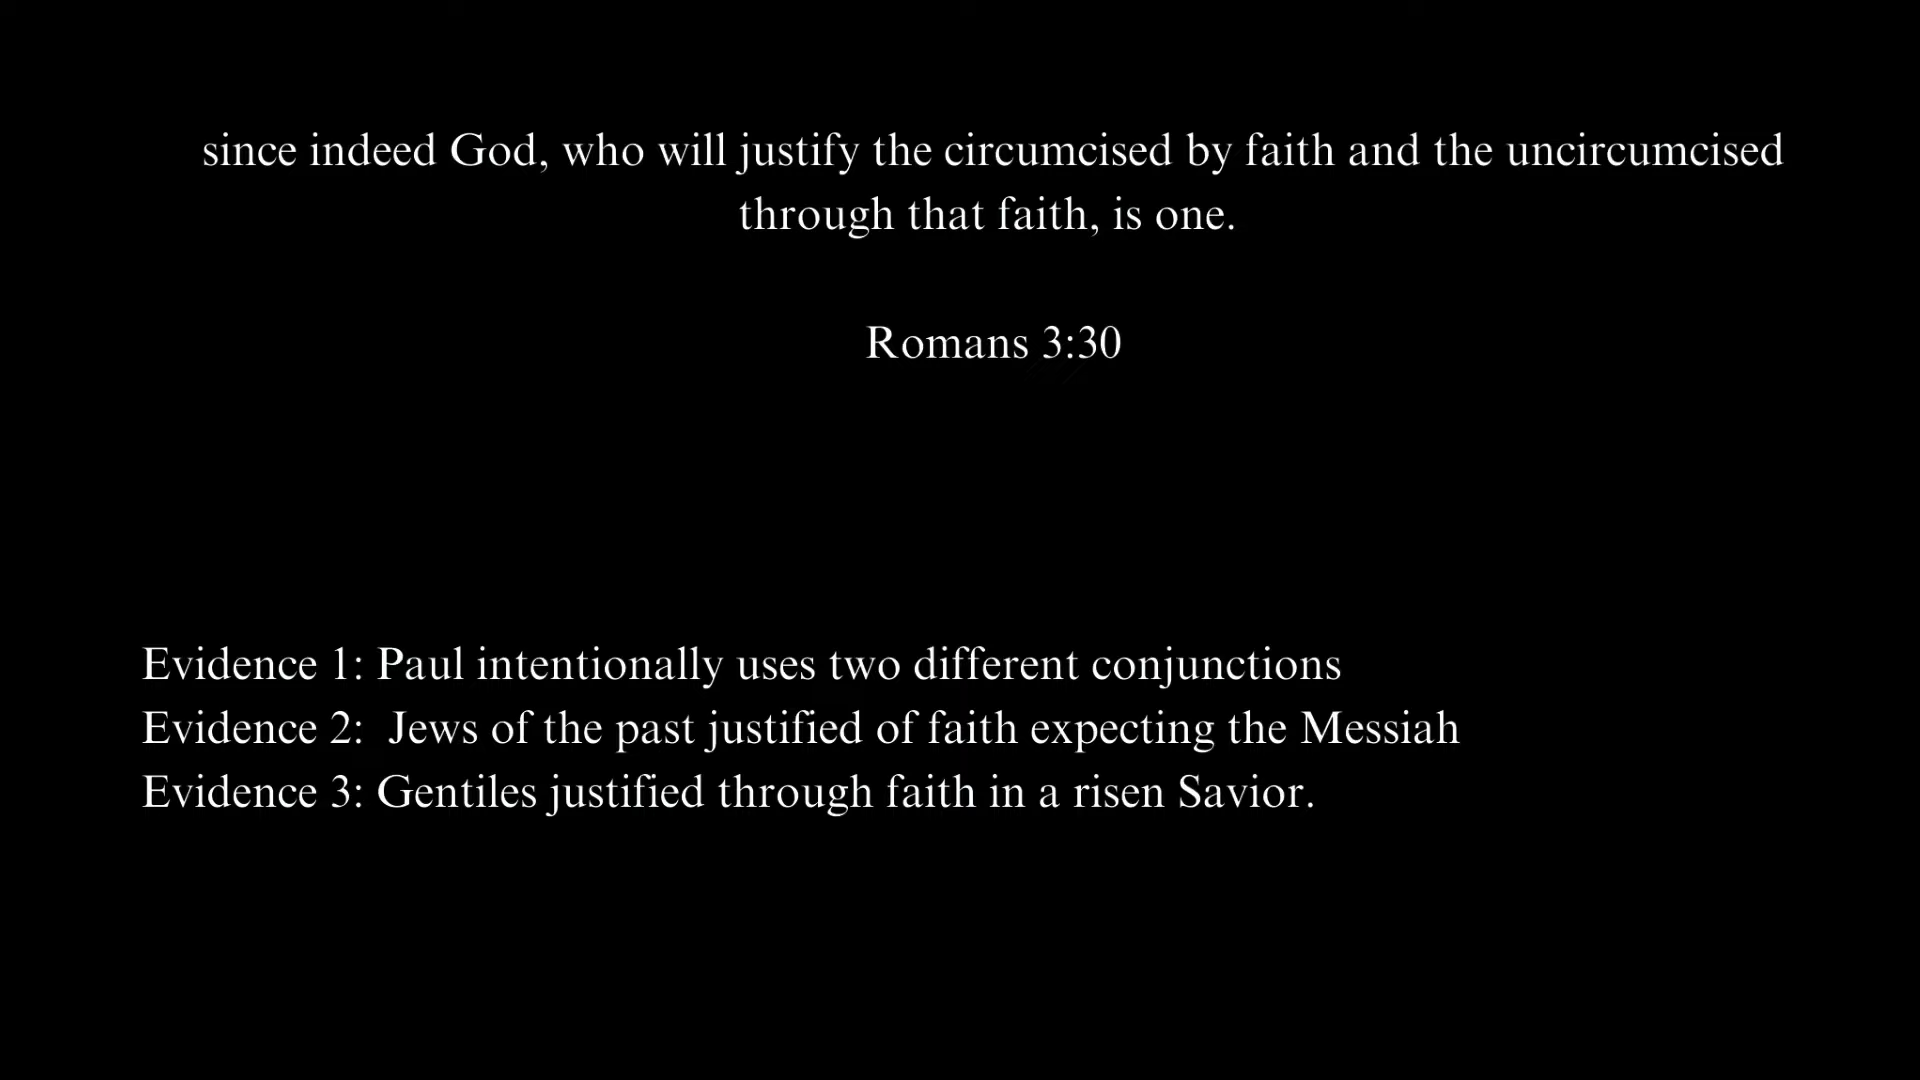 since indeed God, who will justify the circumcised by faith and the uncircumcised
through that faith, is one.
Romans 3:30
Evidence 1: Paul intentionally uses two different conjunctions
Evidence 2:  Jews of the past justified of faith expecting the Messiah
Evidence 3: Gentiles justified through faith in a risen Savior.